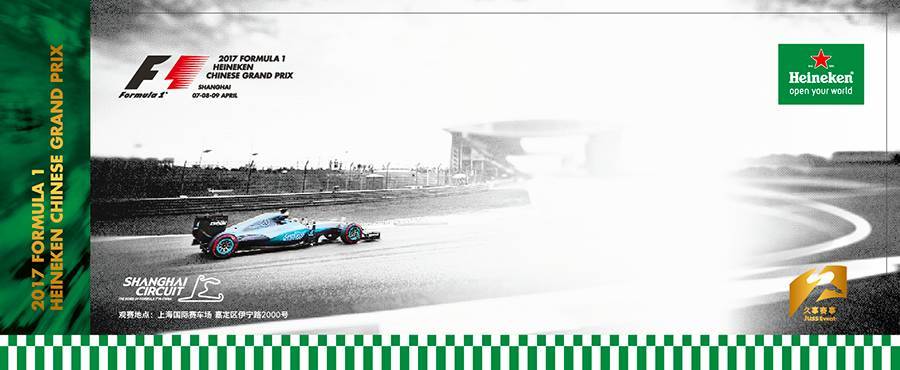 2017 FORMULA 1
HEINEKEN CHINESE GRAND PRIX
F1
Formula 1
2017 FORMULA 1
HEINEKEN
CHINESE GRAND PRIX
SHANGHAI
07-08-09 APRIL
Heineken
open your world
SHANGHAI
CIRCUIT
观赛地点：上海国际赛车场 嘉定区伊宁路2000号
久事赛事
JUSS Event